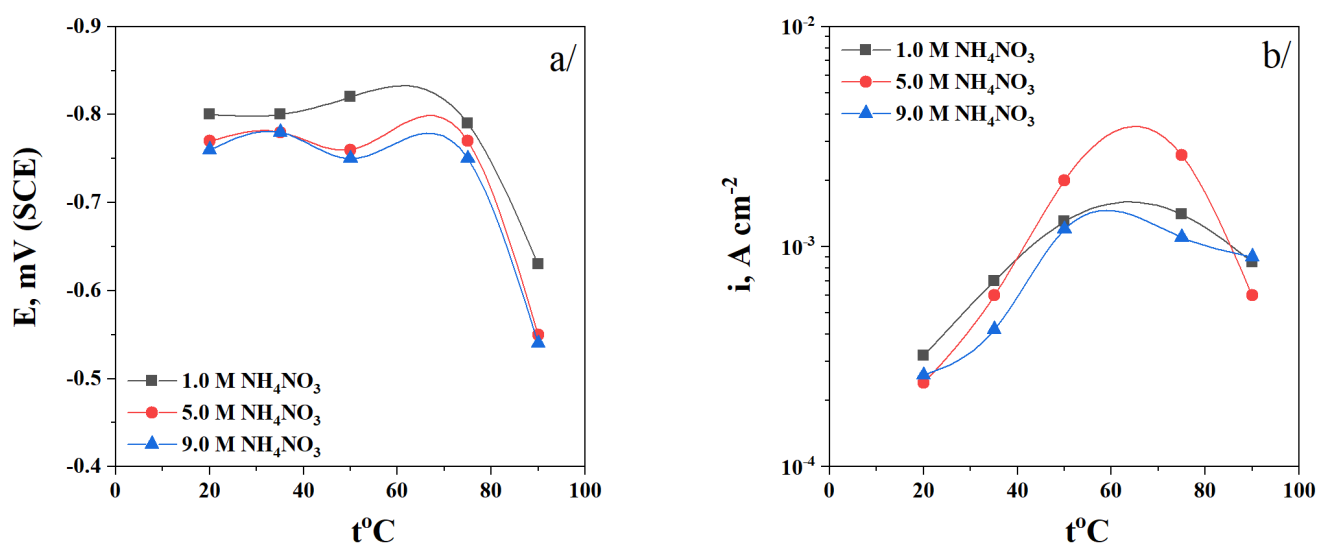 a/
E, mV (SCE)
-0.9
-0.8
-0.7
-0.6
-0.5
-0.4
1.0 M NH₄NO₃
5.0 M NH₄NO₃
9.0 M NH₄NO₃
0 20 40 60 80 100
t°C
b/
i, A cm⁻²
10⁻²
10⁻³
10⁻⁴
1.0 M NH₄NO₃
5.0 M NH₄NO₃
9.0 M NH₄NO₃
0 20 40 60 80 100
t°C